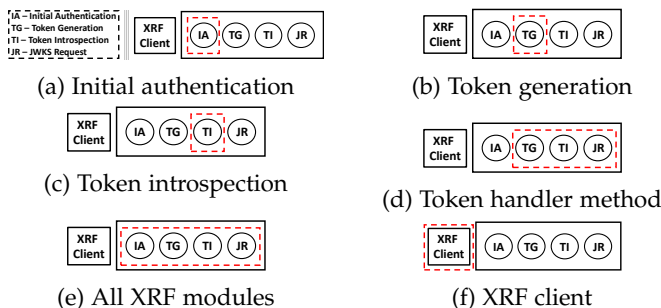 IA – Initial Authentication
TG – Token Generation
TI – Token Introspection
JR – JWKS Request
XRF Client
IA TG TI JR
(a) Initial authentication
XRF Client
IA TG TI JR
(b) Token generation
XRF Client
IA TG TI JR
(c) Token introspection
XRF Client
IA TG TI JR
(d) Token handler method
XRF Client
IA TG TI JR
(e) All XRF modules
XRF Client
IA TG TI JR
(f) XRF client